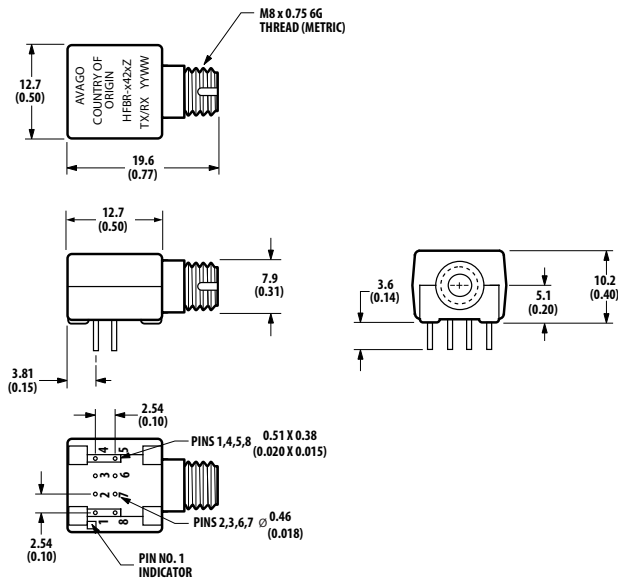 M8 x 0.75 6G
THREAD (METRIC)
12.7
(0.50)
AVAGO
COUNTRY OF
ORIGIN
HFBR-x42xZ
TX/RX YYWW
19.6
(0.77)
12.7
(0.50)
7.9
(0.31)
3.81
(0.15)
3.6
(0.14)
10.2
(0.40)
5.1
(0.20)
2.54
(0.10)
PINS 1,4,5,8 0.51 X 0.38
(0.020 X 0.015)
4 5
3 6
2 7
1 8
PINS 2,3,6,7 Ø 0.46
(0.018)
2.54
(0.10)
PIN NO. 1
INDICATOR